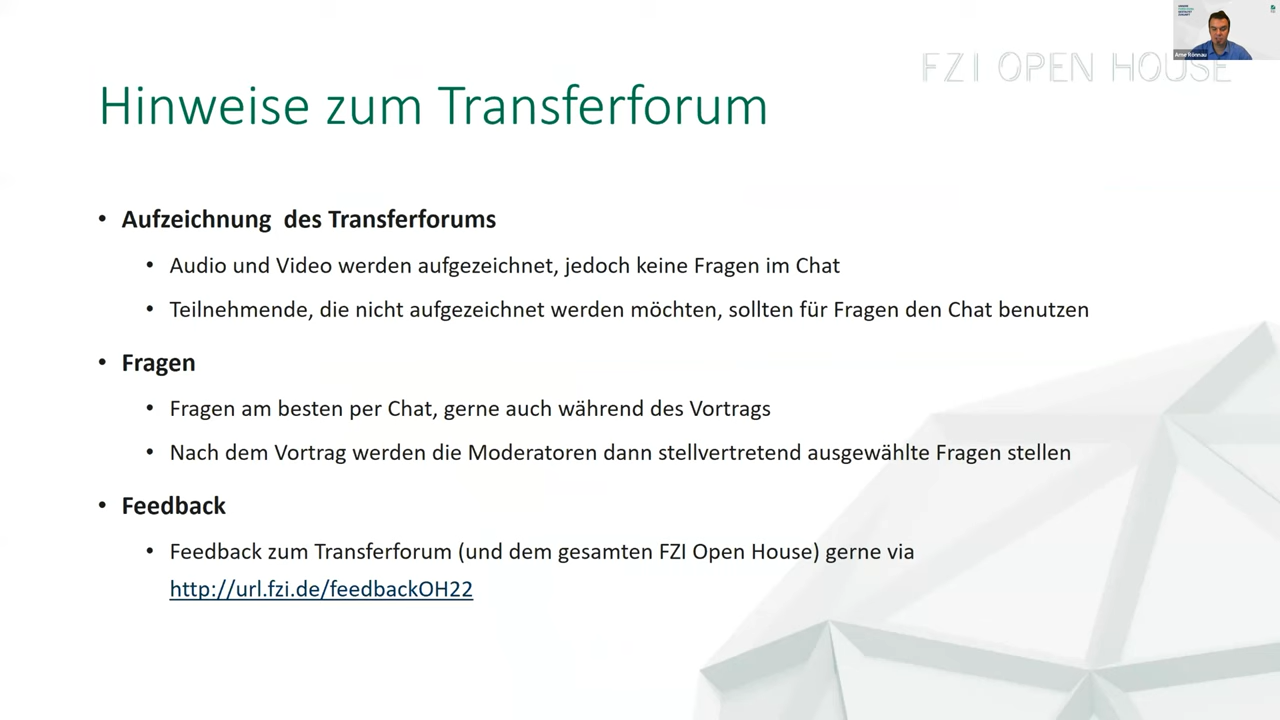 FZI OPEN HOUSE
Arne Rönnau
Hinweise zum Transferforum
• Aufzeichnung des Transferforums
• Audio und Video werden aufgezeichnet, jedoch keine Fragen im Chat
• Teilnehmende, die nicht aufgezeichnet werden möchten, sollten für Fragen den Chat benutzen
• Fragen
• Fragen am besten per Chat, gerne auch während des Vortrags
• Nach dem Vortrag werden die Moderatoren dann stellvertretend ausgewählte Fragen stellen
• Feedback
• Feedback zum Transferforum (und dem gesamten FZI Open House) gerne via
http://url.fzi.de/feedbackOH22